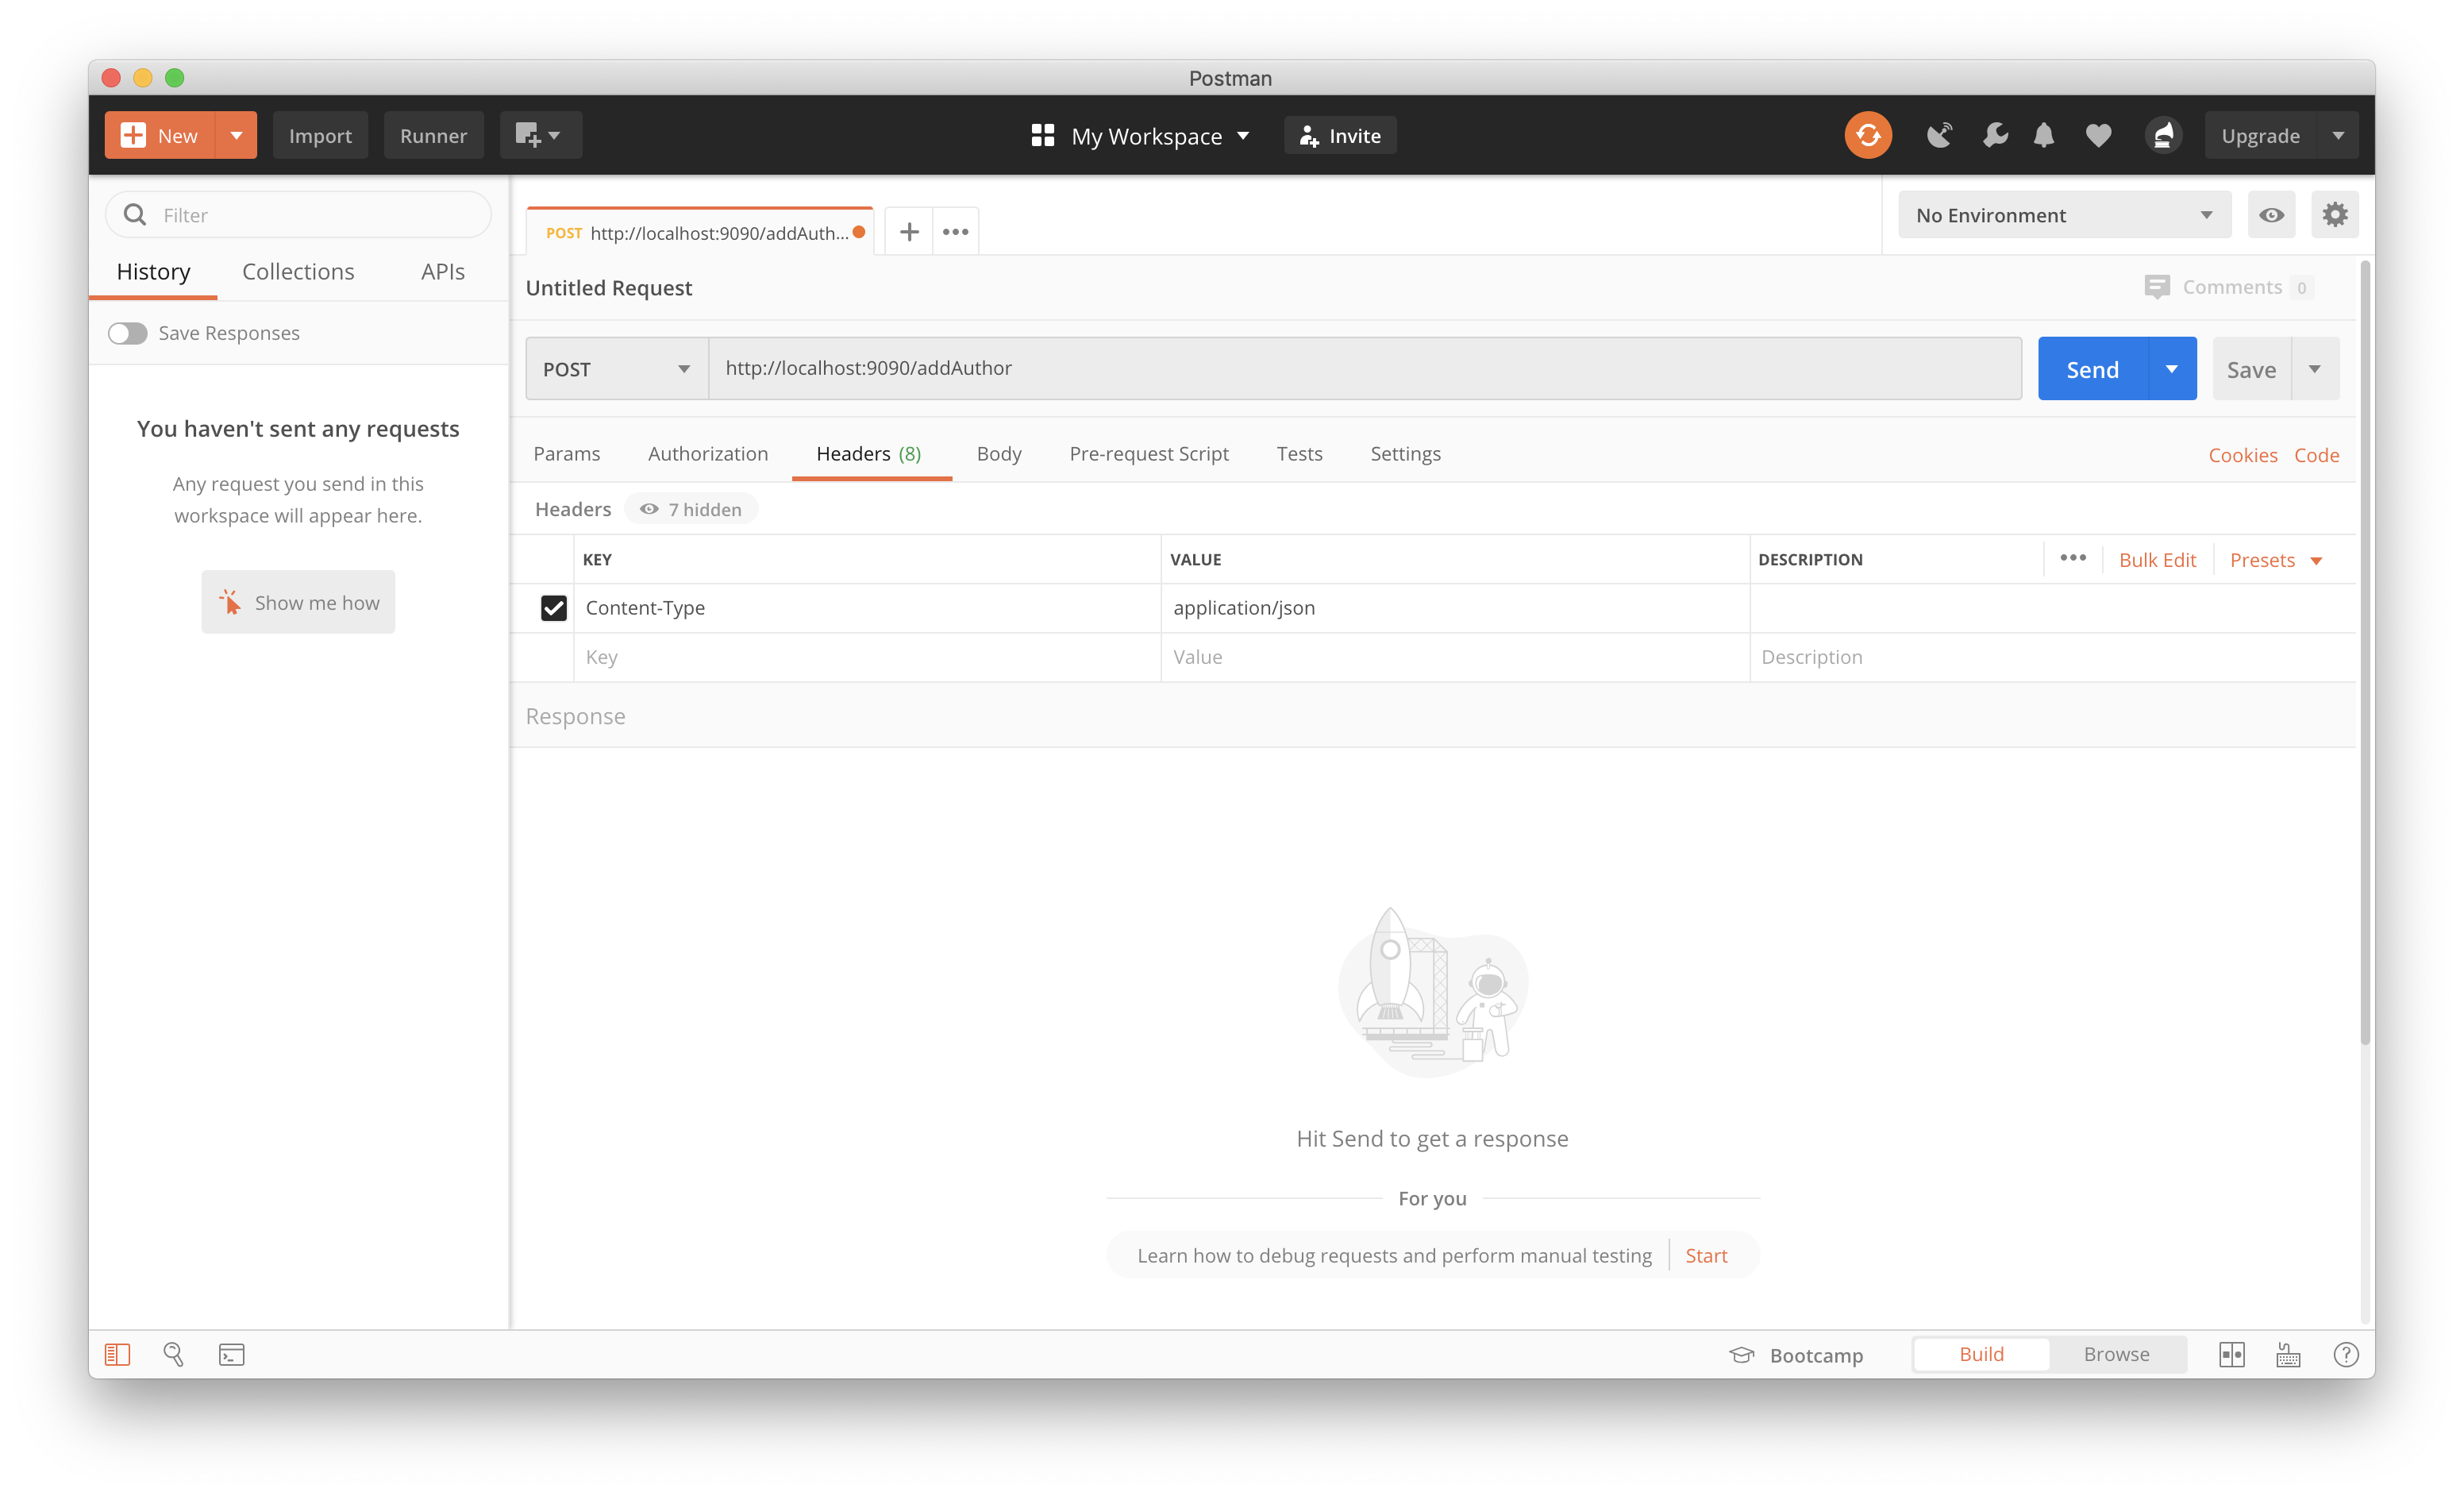 Postman
New
Import
Runner
My Workspace
Invite
Upgrade
Filter
History
Collections
APIs
Save Responses
You haven't sent any requests
Any request you send in this
workspace will appear here.
Show me how
POST http://localhost:9090/addAuth...
No Environment
Untitled Request
Comments 0
POST
http://localhost:9090/addAuthor
Send
Save
Params
Authorization
Headers (8)
Body
Pre-request Script
Tests
Settings
Cookies
Code
Headers
7 hidden
KEY
VALUE
DESCRIPTION
Bulk Edit
Presets
Content-Type
application/json
Key
Value
Description
Response
Hit Send to get a response
For you
Learn how to debug requests and perform manual testing
Start
Bootcamp
Build
Browse